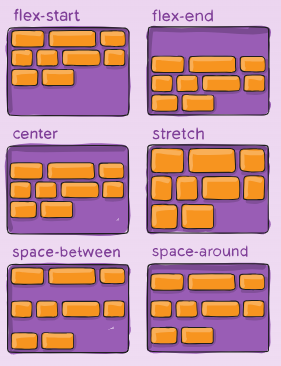 flex-start
flex-end
center
stretch
space-between
space-around